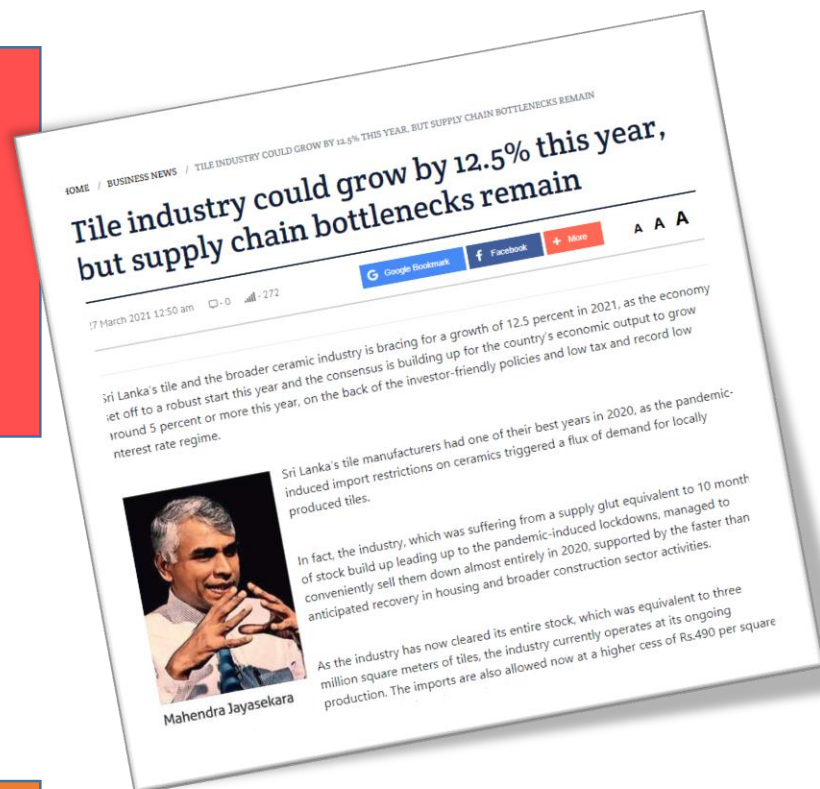 HOME / BUSINESS NEWS / TILE INDUSTRY COULD GROW BY 12.5% THIS YEAR, BUT SUPPLY CHAIN BOTTLENECKS REMAIN
Tile industry could grow by 12.5% this year,
but supply chain bottlenecks remain
G Google Bookmark
f Facebook
+ More
A A A
27 March 2021 12:50 am 0 - 272
Sri Lanka's tile and the broader ceramic industry is bracing for a growth of 12.5 percent in 2021, as the economy
set off to a robust start this year and the consensus is building up for the country's economic output to grow
around 5 percent or more this year, on the back of the investor-friendly policies and low tax and record low
interest rate regime.
Sri Lanka's tile manufacturers had one of their best years in 2020, as the pandemic-
induced import restrictions on ceramics triggered a flux of demand for locally
produced tiles.
In fact, the industry, which was suffering from a supply glut equivalent to 10 month
of stock build up leading up to the pandemic-induced lockdowns, managed to
conveniently sell them down almost entirely in 2020, supported by the faster than
anticipated recovery in housing and broader construction sector activities.
As the industry has now cleared its entire stock, which was equivalent to three
million square meters of tiles, the industry currently operates at its ongoing
production. The imports are also allowed now at a higher cess of Rs.490 per square
Mahendra Jayasekara